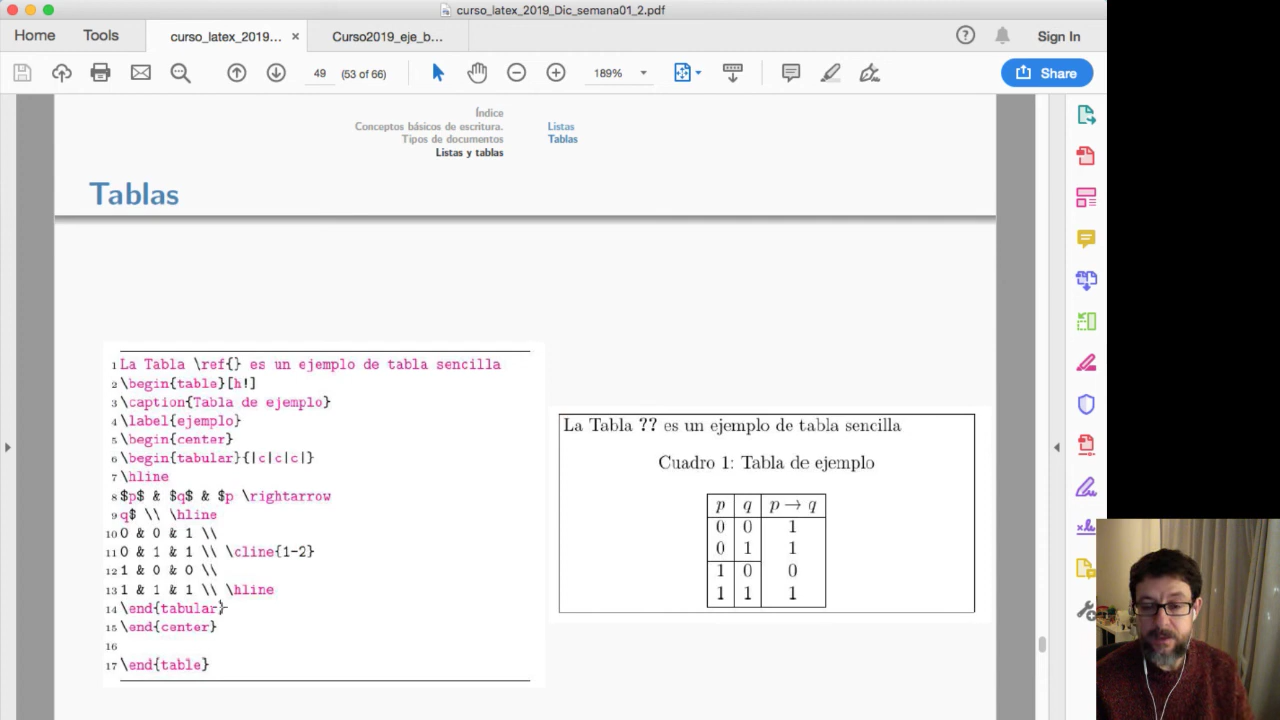 curso_latex_2019_Dic_semana01_2.pdf
Home
Tools
curso_latex_2019... ×
Curso2019_eje_b...
Sign In
49
(53 of 66)
189%
Share
Índice
Conceptos básicos de escritura.
Tipos de documentos
Listas y tablas
Listas
Tablas
Tablas
1 La Tabla \ref{} es un ejemplo de tabla sencilla
2 \begin{table}[h!]
3 \caption{Tabla de ejemplo}
4 \label{ejemplo}
5 \begin{center}
6 \begin{tabular}{|c|c|c|}
7 \hline
8 $p$ & $q$ & $p \rightarrow
9 q$ \\ \hline
10 0 & 0 & 1 \\
11 0 & 1 & 1 \\ \cline{1-2}
12 1 & 0 & 0 \\
13 1 & 1 & 1 \\ \hline
14 \end{tabular}
15 \end{center}
16
17 \end{table}
La Tabla ?? es un ejemplo de tabla sencilla
Cuadro 1: Tabla de ejemplo
p q p → q
0 0 1
0 1 1
1 0 0
1 1 1